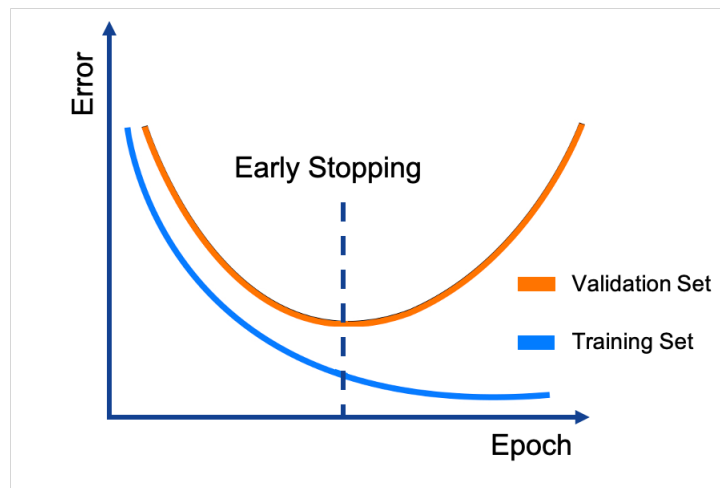 Error
Early Stopping
Validation Set
Training Set
Epoch